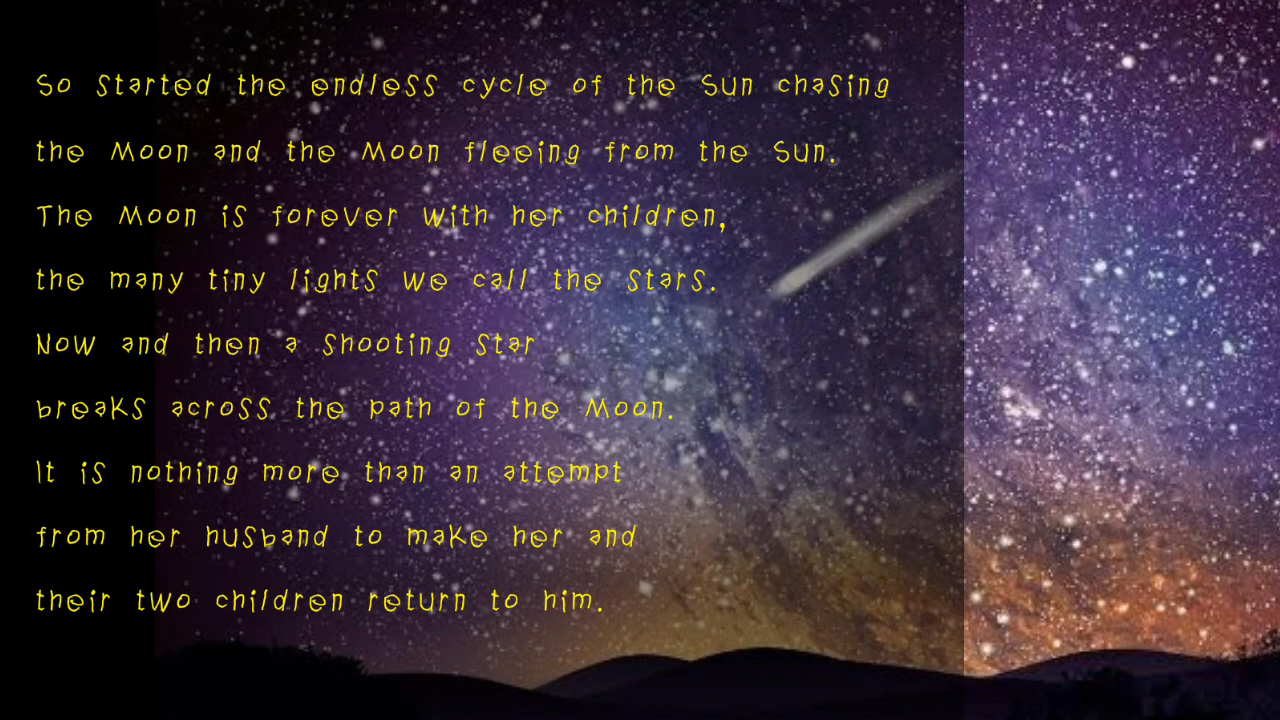 So started the endless cycle of the Sun chasing
the Moon and the Moon fleeing from the Sun.
The Moon is forever with her children,
the many tiny lights we call the stars.
Now and then a shooting star
breaks across the path of the Moon.
It is nothing more than an attempt
from her husband to make her and
their two children return to him.